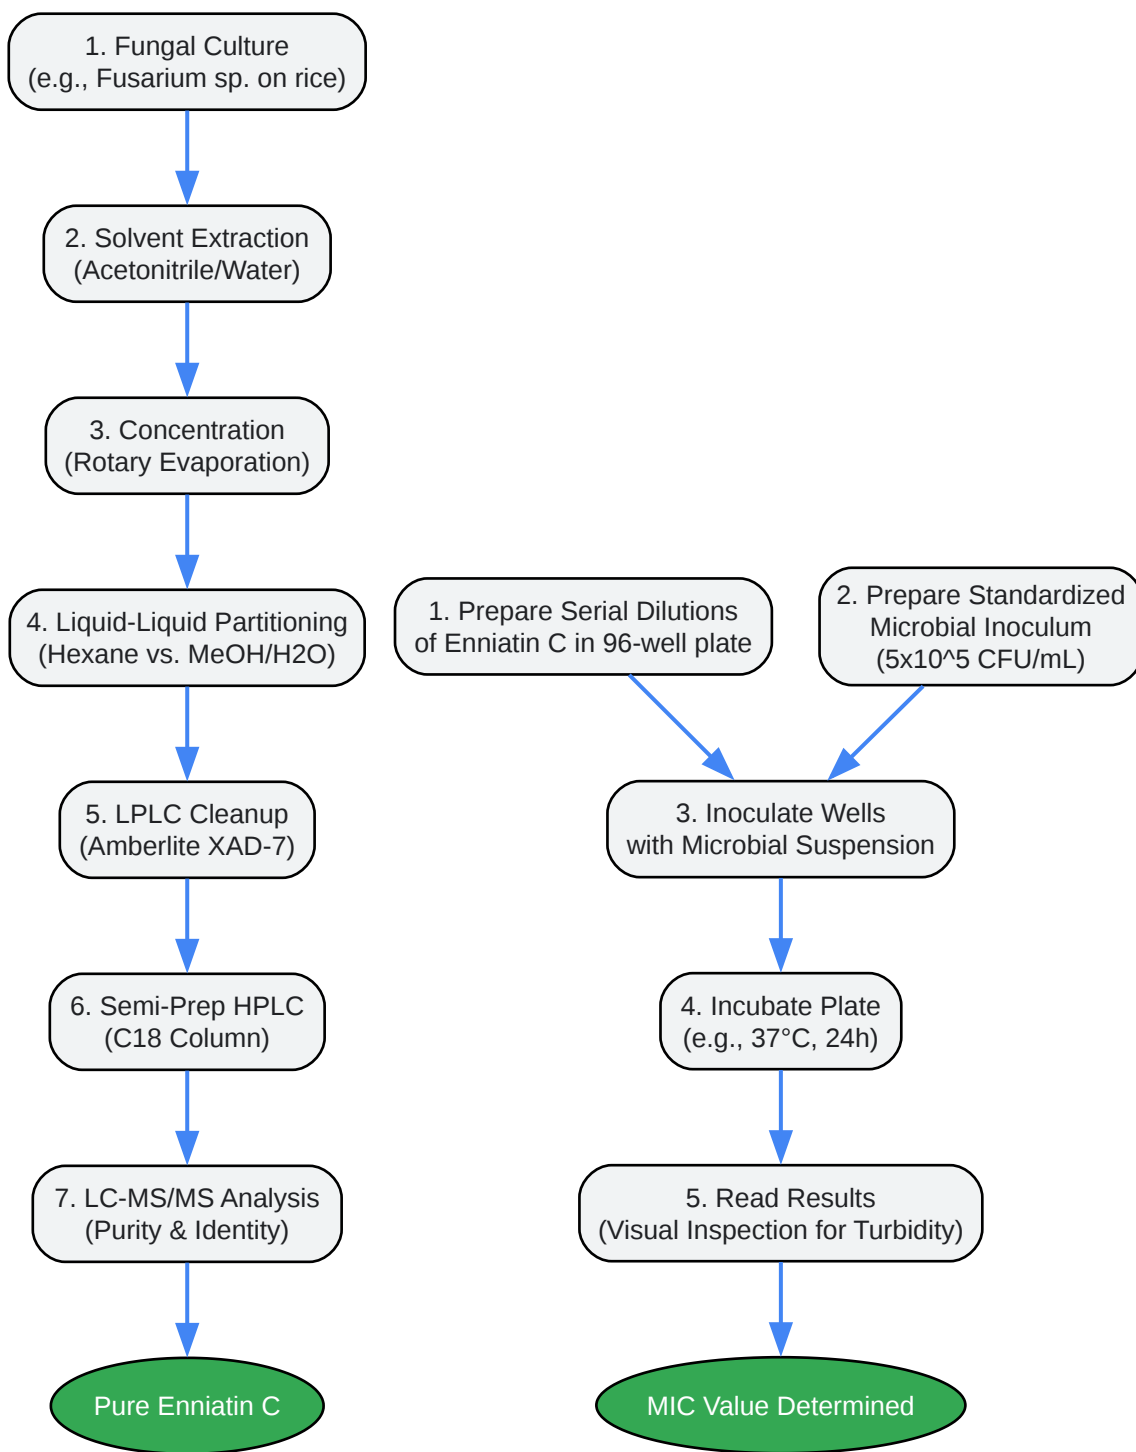 1. Fungal Culture
(e.g., Fusarium sp. on rice)
2. Solvent Extraction
(Acetonitrile/Water)
3. Concentration
(Rotary Evaporation)
4. Liquid-Liquid Partitioning
(Hexane vs. MeOH/H2O)
5. LPLC Cleanup
(Amberlite XAD-7)
6. Semi-Prep HPLC
(C18 Column)
7. LC-MS/MS Analysis
(Purity & Identity)
Pure Enniatin C
1. Prepare Serial Dilutions
of Enniatin C in 96-well plate
2. Prepare Standardized
Microbial Inoculum
(5x10^5 CFU/mL)
3. Inoculate Wells
with Microbial Suspension
4. Incubate Plate
(e.g., 37°C, 24h)
5. Read Results
(Visual Inspection for Turbidity)
MIC Value Determined